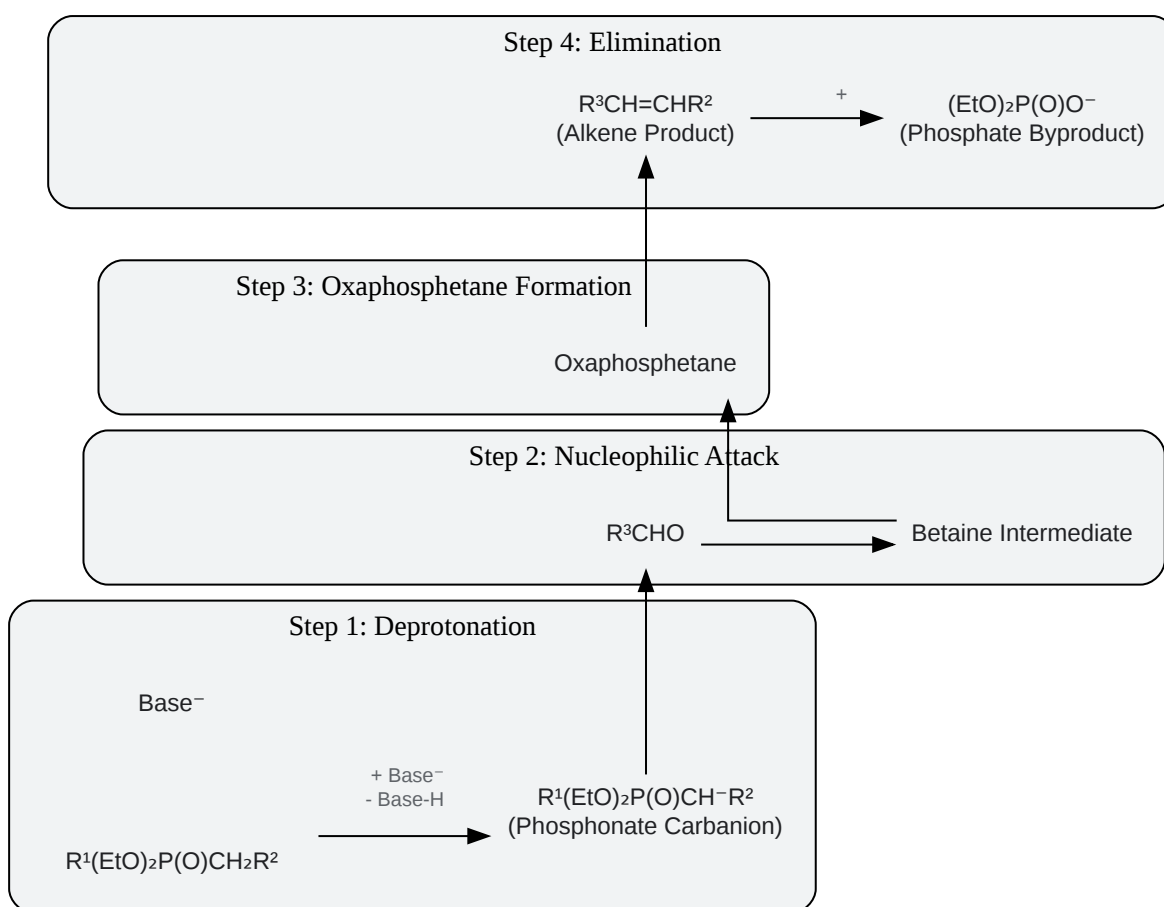 Step 4: Elimination
R³CH=CHR²
(Alkene Product)
+
(EtO)₂P(O)O⁻
(Phosphate Byproduct)
Step 3: Oxaphosphetane Formation
Oxaphosphetane
Step 2: Nucleophilic Attack
R³CHO
Betaine Intermediate
Step 1: Deprotonation
Base⁻
+ Base⁻
- Base-H
R¹(EtO)₂P(O)CH⁻R²
(Phosphonate Carbanion)
R¹(EtO)₂P(O)CH₂R²